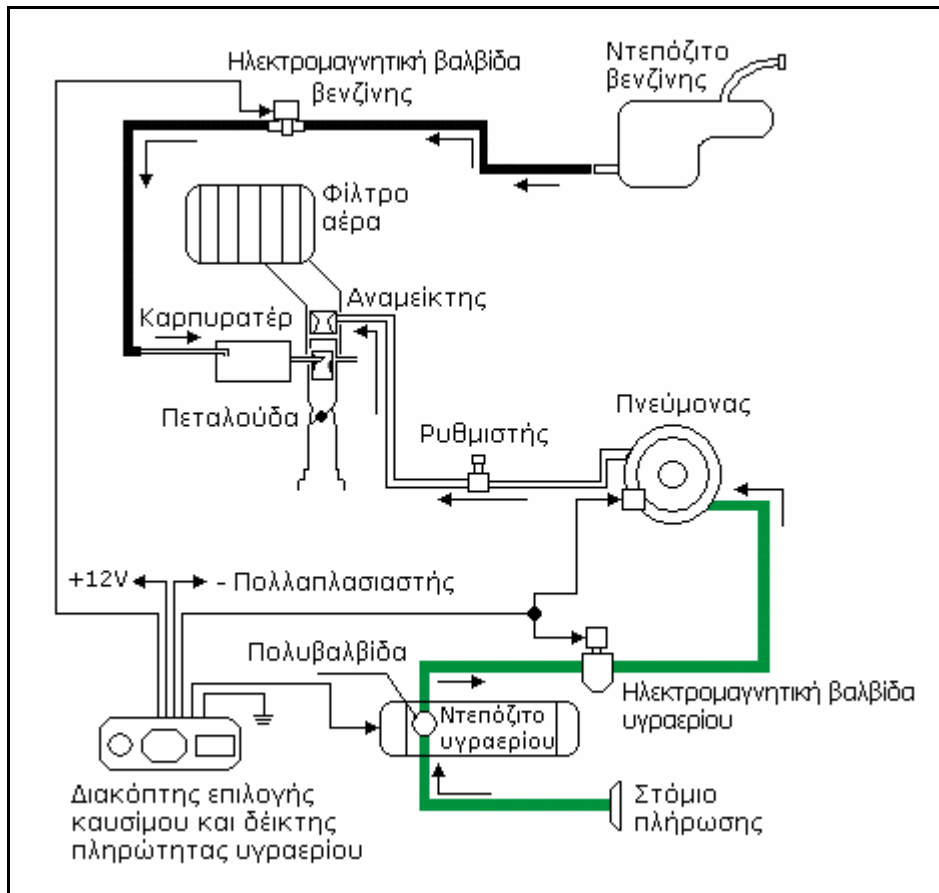 Ηλεκτρομαγνητική βαλβίδα
βενζίνης
Ντεπόζιτο
βενζίνης
Φίλτρο
αέρα
Αναμείκτης
Καρπυρατέρ
Πεταλούδα
Πνεύμονας
Ρυθμιστής
+12V
- Πολλαπλασιαστής
Πολυβαλβίδα
Ντεπόζιτο
υγραερίου
Ηλεκτρομαγνητική βαλβίδα
υγραερίου
Διακόπτης επιλογής
καυσίμου και δέικτης
πληρώτητας υγραερίου
Στόμιο
πλήρωσης